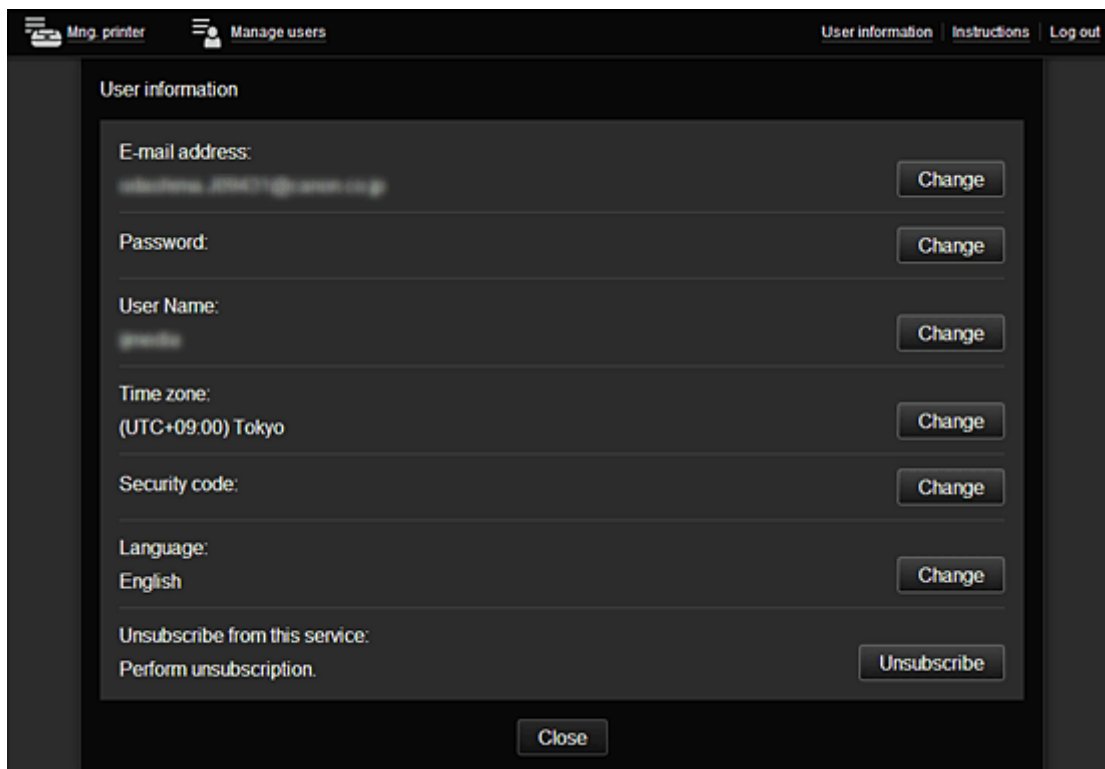 Mng. printer Manage users User information Instructions Log out
User information
E-mail address:
Change
Password:
Change
User Name:
Change
Time zone:
(UTC+09:00) Tokyo
Change
Security code:
Change
Language:
English
Change
Unsubscribe from this service:
Perform unsubscription.
Unsubscribe
Close